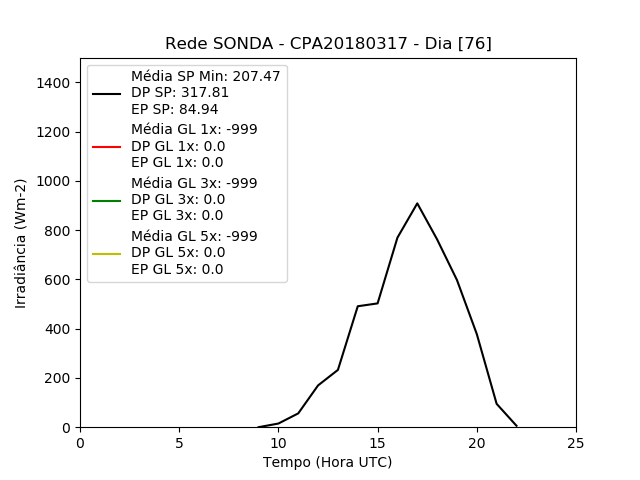 Rede SONDA - CPA20180317 - Dia [76]
Média SP Min: 207.47
DP SP: 317.81
EP SP: 84.94
Média GL 1x: -999
DP GL 1x: 0.0
EP GL 1x: 0.0
Média GL 3x: -999
DP GL 3x: 0.0
EP GL 3x: 0.0
Média GL 5x: -999
DP GL 5x: 0.0
EP GL 5x: 0.0
Irradiância (Wm-2)
1400
1200
1000
800
600
400
200
0
0 5 10 15 20 25
Tempo (Hora UTC)